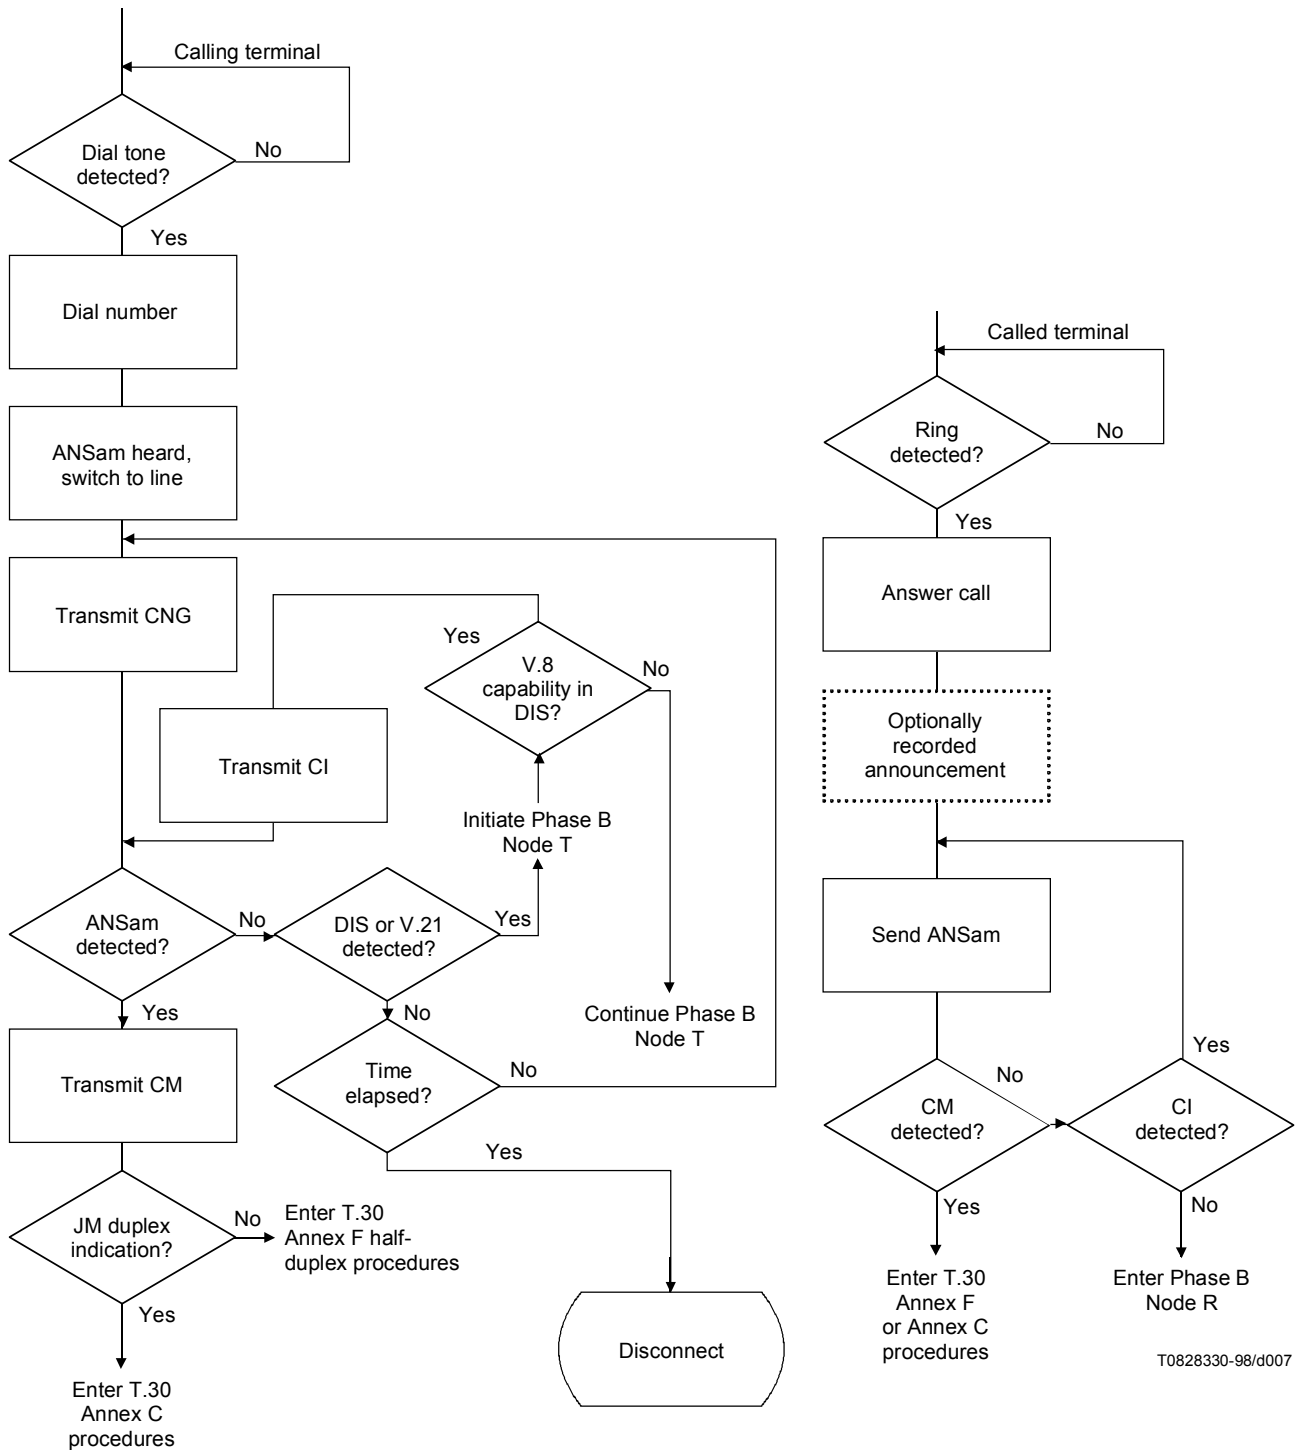 Calling terminal
Dial tone
detected?
No
Yes
Dial number
ANSam heard,
switch to line
Transmit CNG
Yes
V.8
capability in
DIS?
No
Transmit CI
Initiate Phase B
Node T
ANSam
detected?
No
DIS or V.21
detected?
Yes
Yes
No
Continue Phase B
Node T
Transmit CM
Time
elapsed?
No
Yes
JM duplex
indication?
No
Enter T.30
Annex F half-
duplex procedures
Yes
Disconnect
Enter T.30
Annex C
procedures
Called terminal
Ring
detected?
No
Yes
Answer call
Optionally
recorded
announcement
Send ANSam
No
Yes
CM
detected?
CI
detected?
Yes
No
Enter T.30
Annex F
or Annex C
procedures
Enter Phase B
Node R
T0828330-98/d007